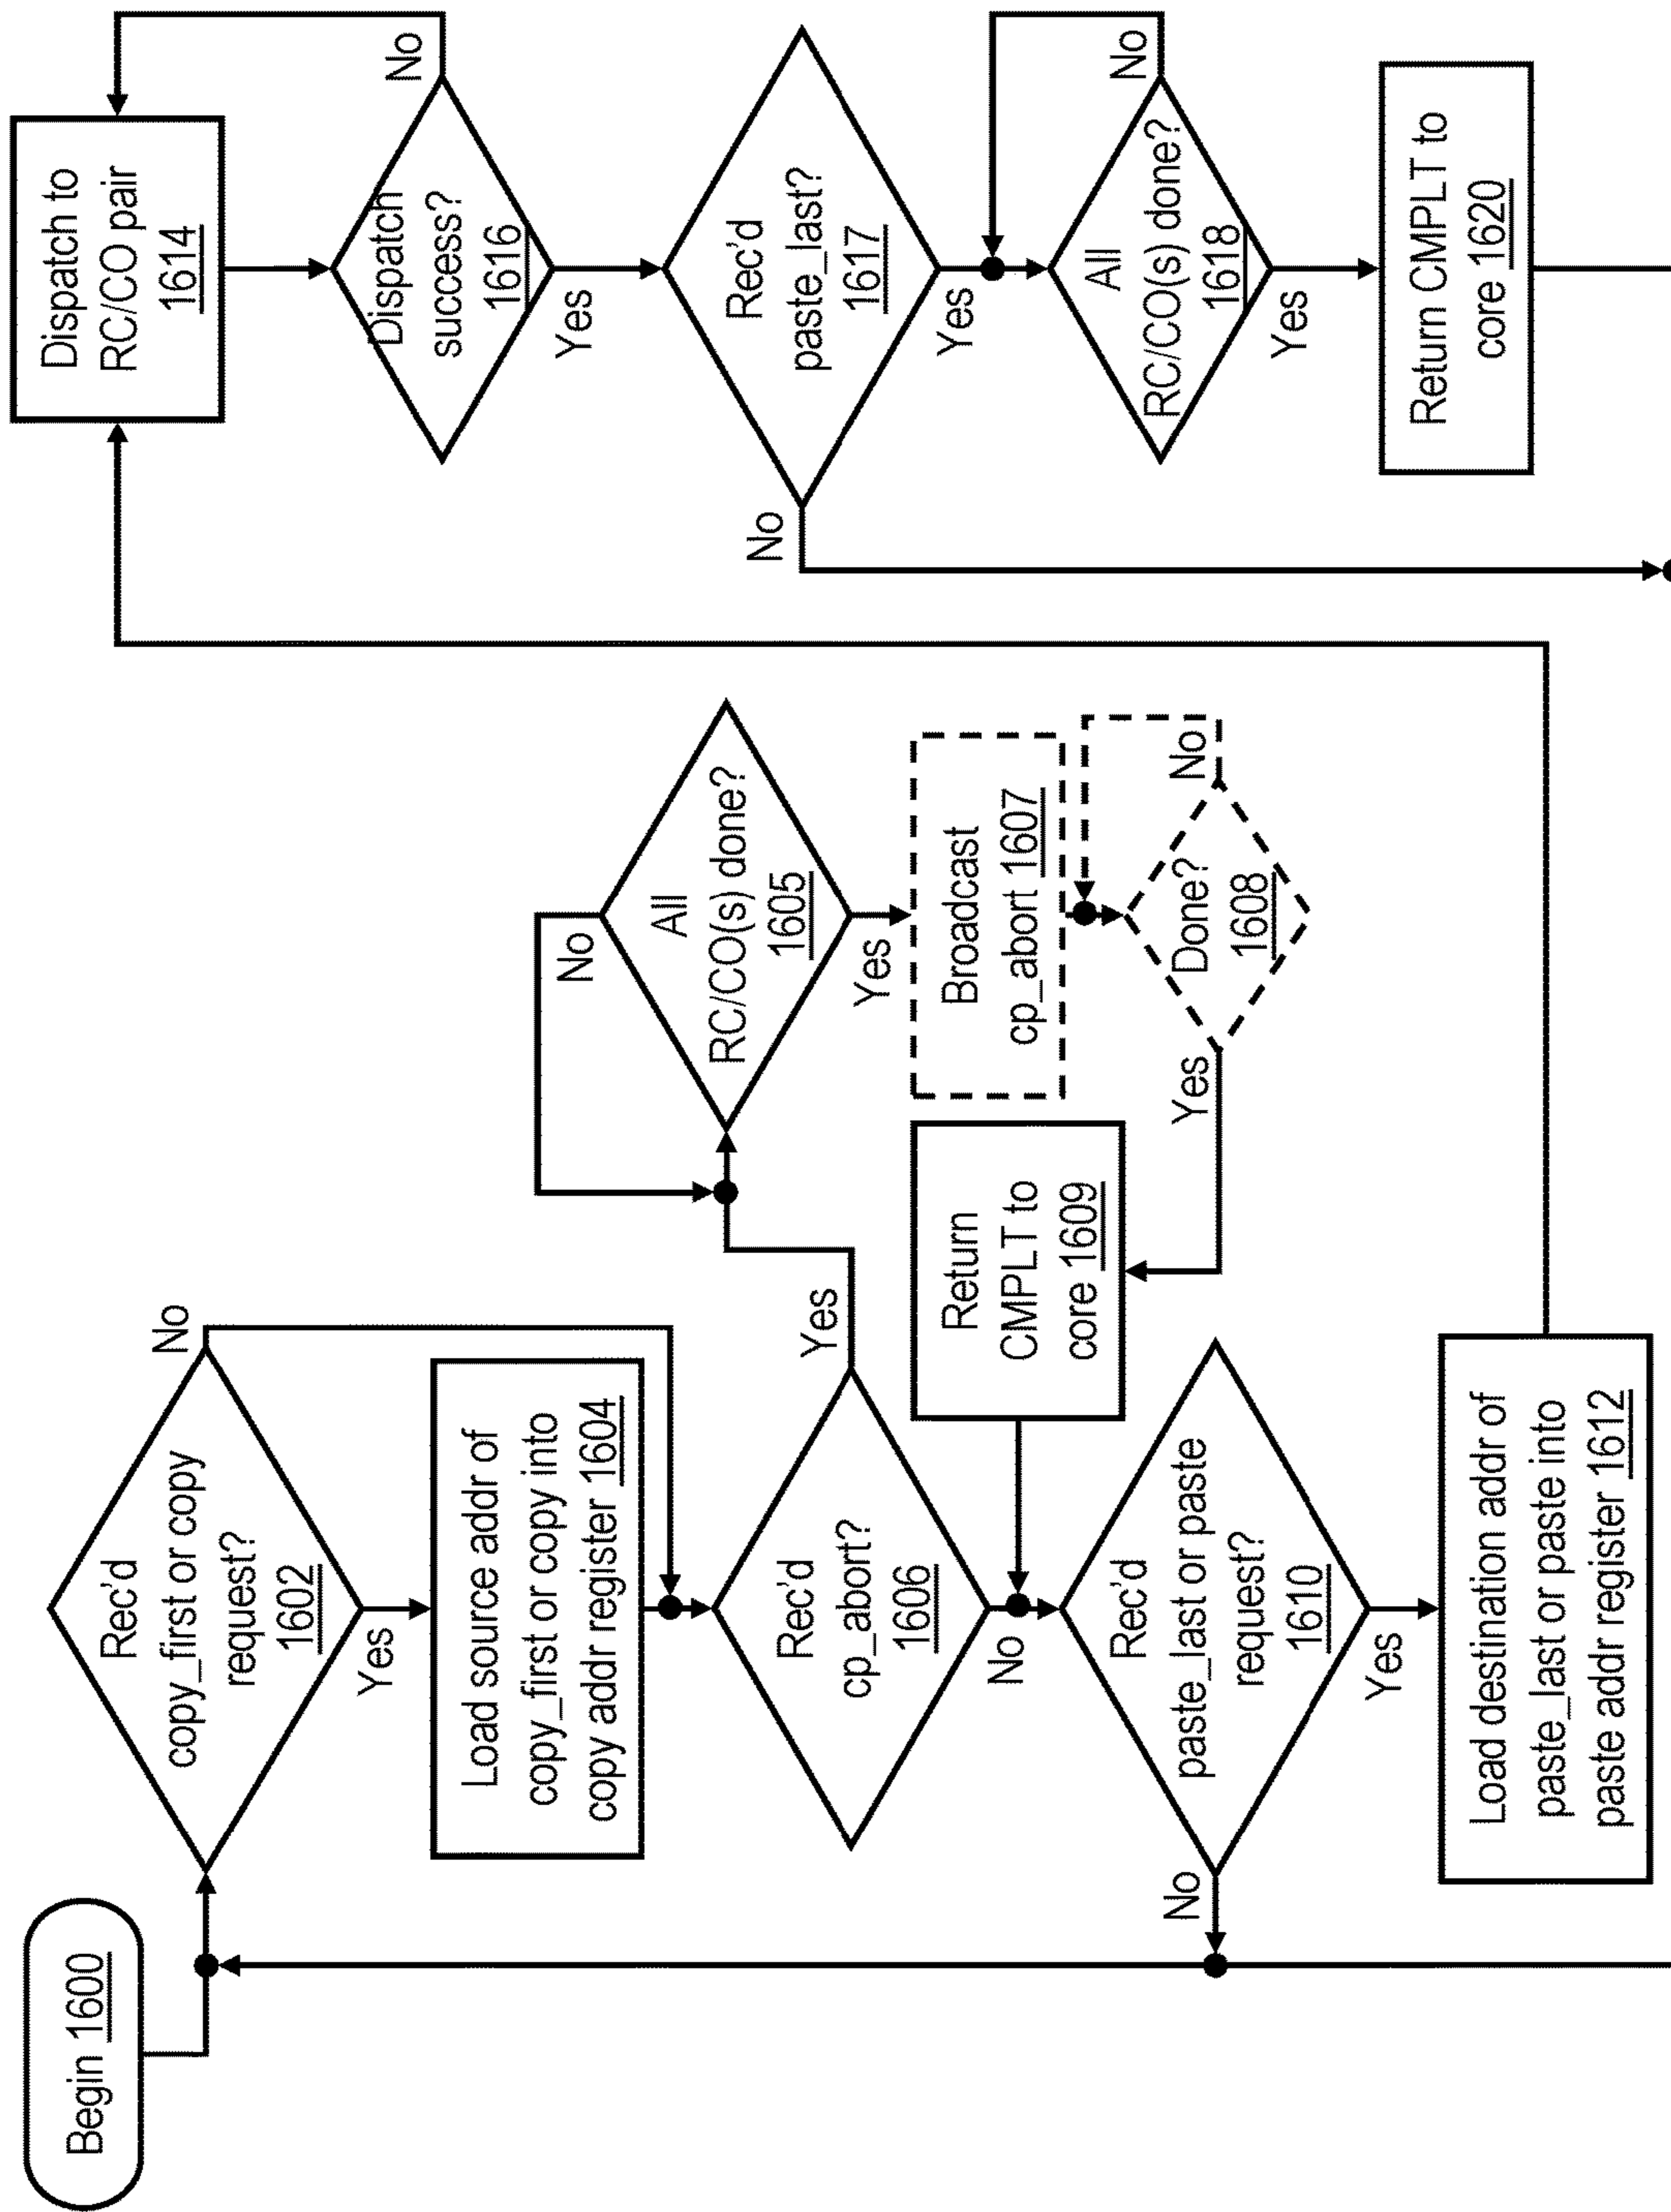 Begin 1600
Rec'd
copy_first or copy
request?
1602
No
Yes
Load source addr of
copy_first or copy into
copy addr register 1604
Rec'd
cp_abort?
1606
Yes
No
All
RC/CO(s) done?
1605
No
Yes
Broadcast
cp_abort 1607
Done?
1608
No
Yes
Return
CMPLT to
core 1609
Rec'd
paste_last or paste
request?
1610
No
Yes
Load destination addr of
paste_last or paste into
paste addr register 1612
Dispatch to
RC/CO pair
1614
Dispatch
success?
1616
No
Yes
Rec'd
paste_last?
1617
No
Yes
All
RC/CO(s) done?
1618
No
Yes
Return CMPLT to
core 1620